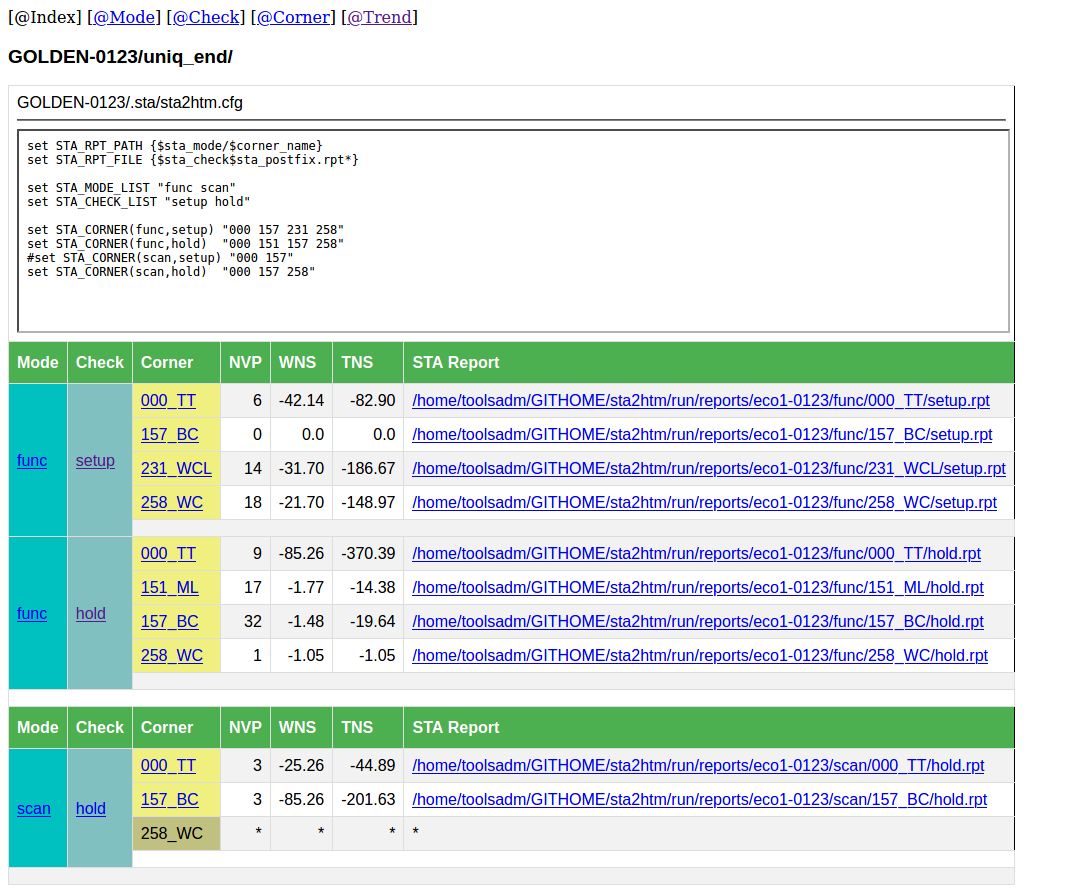 [@Index] [@Mode] [@Check] [@Corner] [@Trend]
GOLDEN-0123/uniq_end/
GOLDEN-0123/.sta/sta2htm.cfg
set STA_RPT_PATH {$sta_mode/$corner_name}
set STA_RPT_FILE {$sta_check$sta_postfix.rpt*}
set STA_MODE_LIST "func scan"
set STA_CHECK_LIST "setup hold"
set STA_CORNER(func,setup) "000 157 231 258"
set STA_CORNER(func,hold)  "000 151 157 258"
#set STA_CORNER(scan,setup) "000 157"
set STA_CORNER(scan,hold)  "000 157 258"
Mode Check Corner NVP WNS TNS STA Report
func setup
000_TT 6 -42.14 -82.90 /home/toolsadm/GITHOME/sta2htm/run/reports/eco1-0123/func/000_TT/setup.rpt
157_BC 0 0.0 0.0 /home/toolsadm/GITHOME/sta2htm/run/reports/eco1-0123/func/157_BC/setup.rpt
231_WCL 14 -31.70 -186.67 /home/toolsadm/GITHOME/sta2htm/run/reports/eco1-0123/func/231_WCL/setup.rpt
258_WC 18 -21.70 -148.97 /home/toolsadm/GITHOME/sta2htm/run/reports/eco1-0123/func/258_WC/setup.rpt
func hold
000_TT 9 -85.26 -370.39 /home/toolsadm/GITHOME/sta2htm/run/reports/eco1-0123/func/000_TT/hold.rpt
151_ML 17 -1.77 -14.38 /home/toolsadm/GITHOME/sta2htm/run/reports/eco1-0123/func/151_ML/hold.rpt
157_BC 32 -1.48 -19.64 /home/toolsadm/GITHOME/sta2htm/run/reports/eco1-0123/func/157_BC/hold.rpt
258_WC 1 -1.05 -1.05 /home/toolsadm/GITHOME/sta2htm/run/reports/eco1-0123/func/258_WC/hold.rpt
Mode Check Corner NVP WNS TNS STA Report
scan hold
000_TT 3 -25.26 -44.89 /home/toolsadm/GITHOME/sta2htm/run/reports/eco1-0123/scan/000_TT/hold.rpt
157_BC 3 -85.26 -201.63 /home/toolsadm/GITHOME/sta2htm/run/reports/eco1-0123/scan/157_BC/hold.rpt
258_WC * * * *